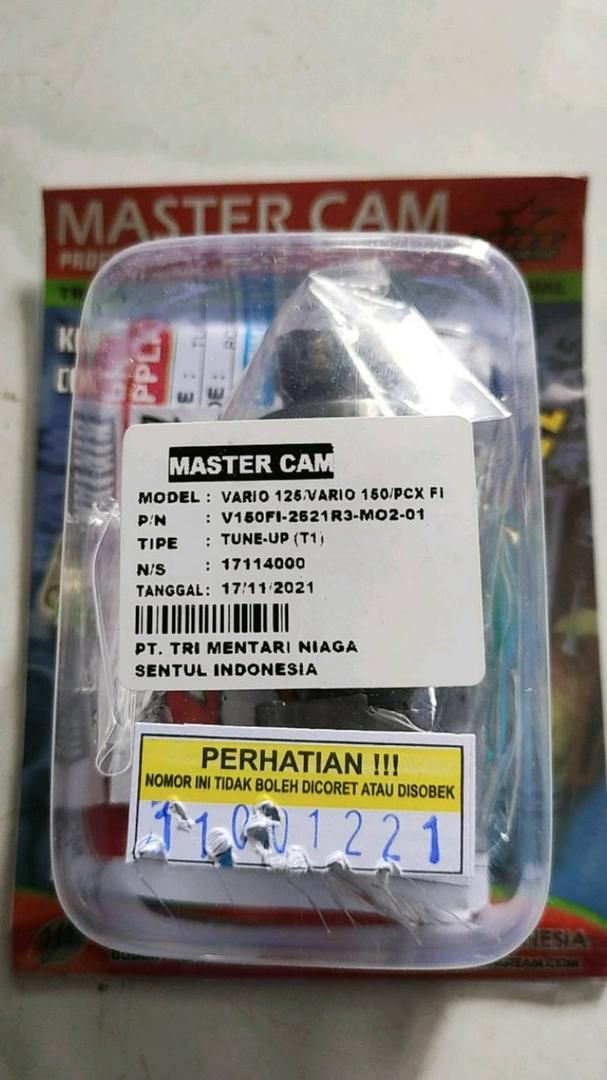 MASTER CAM
MASTER CAM
MODEL : VARIO 125/VARIO 150/PCX FI
P/N : V150FI-2521R3-MO2-01
TIPE : TUNE-UP (T1)
N/S : 17114000
TANGGAL : 17/11/2021
PT. TRI MENTARI NIAGA
SENTUL INDONESIA
PERHATIAN !!!
NOMOR INI TIDAK BOLEH DICORET ATAU DISOBEK
11001221